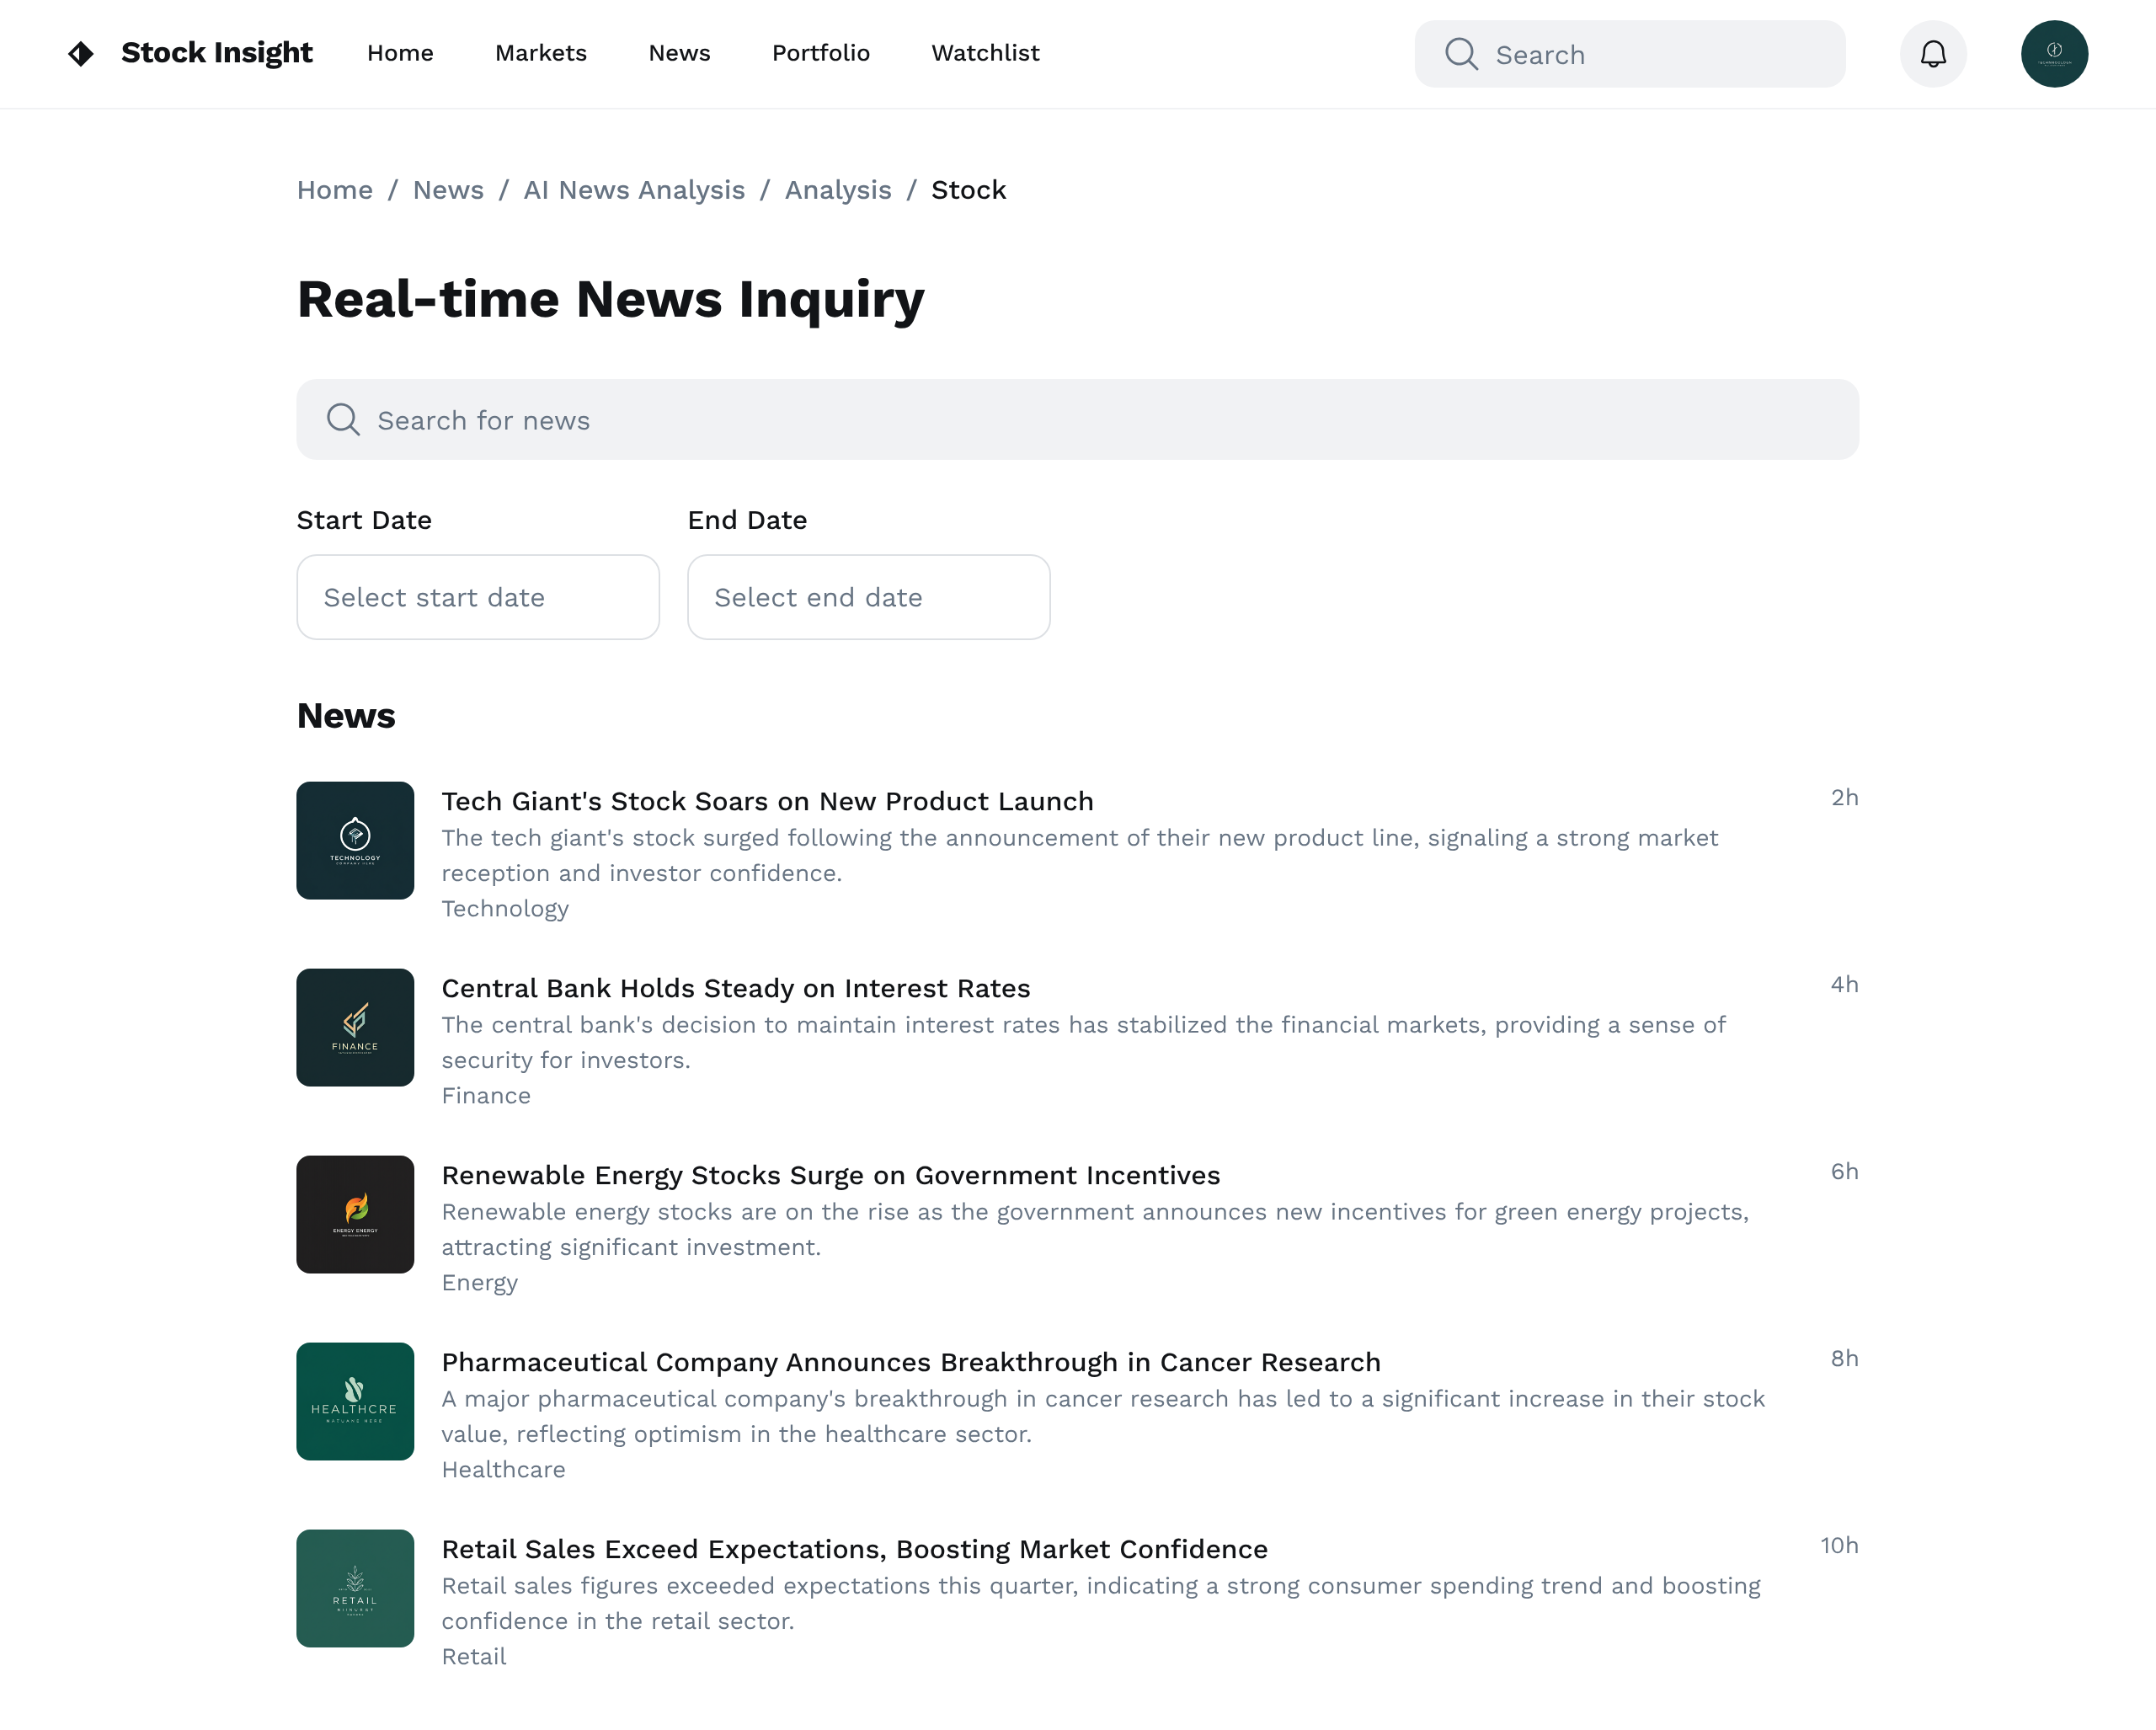 Stock Insight Home Markets News Portfolio Watchlist Search
Home / News / AI News Analysis / Analysis / Stock
Real-time News Inquiry
Search for news
Start Date End Date
Select start date Select end date
News
TECHNOLOGY
Tech Giant's Stock Soars on New Product Launch 2h
The tech giant's stock surged following the announcement of their new product line, signaling a strong market
reception and investor confidence.
Technology
FINANCE
Central Bank Holds Steady on Interest Rates 4h
The central bank's decision to maintain interest rates has stabilized the financial markets, providing a sense of
security for investors.
Finance
ENERGY ENERGY
Renewable Energy Stocks Surge on Government Incentives 6h
Renewable energy stocks are on the rise as the government announces new incentives for green energy projects,
attracting significant investment.
Energy
HEALTHCRE
Pharmaceutical Company Announces Breakthrough in Cancer Research 8h
A major pharmaceutical company's breakthrough in cancer research has led to a significant increase in their stock
value, reflecting optimism in the healthcare sector.
Healthcare
RETAIL
Retail Sales Exceed Expectations, Boosting Market Confidence 10h
Retail sales figures exceeded expectations this quarter, indicating a strong consumer spending trend and boosting
confidence in the retail sector.
Retail